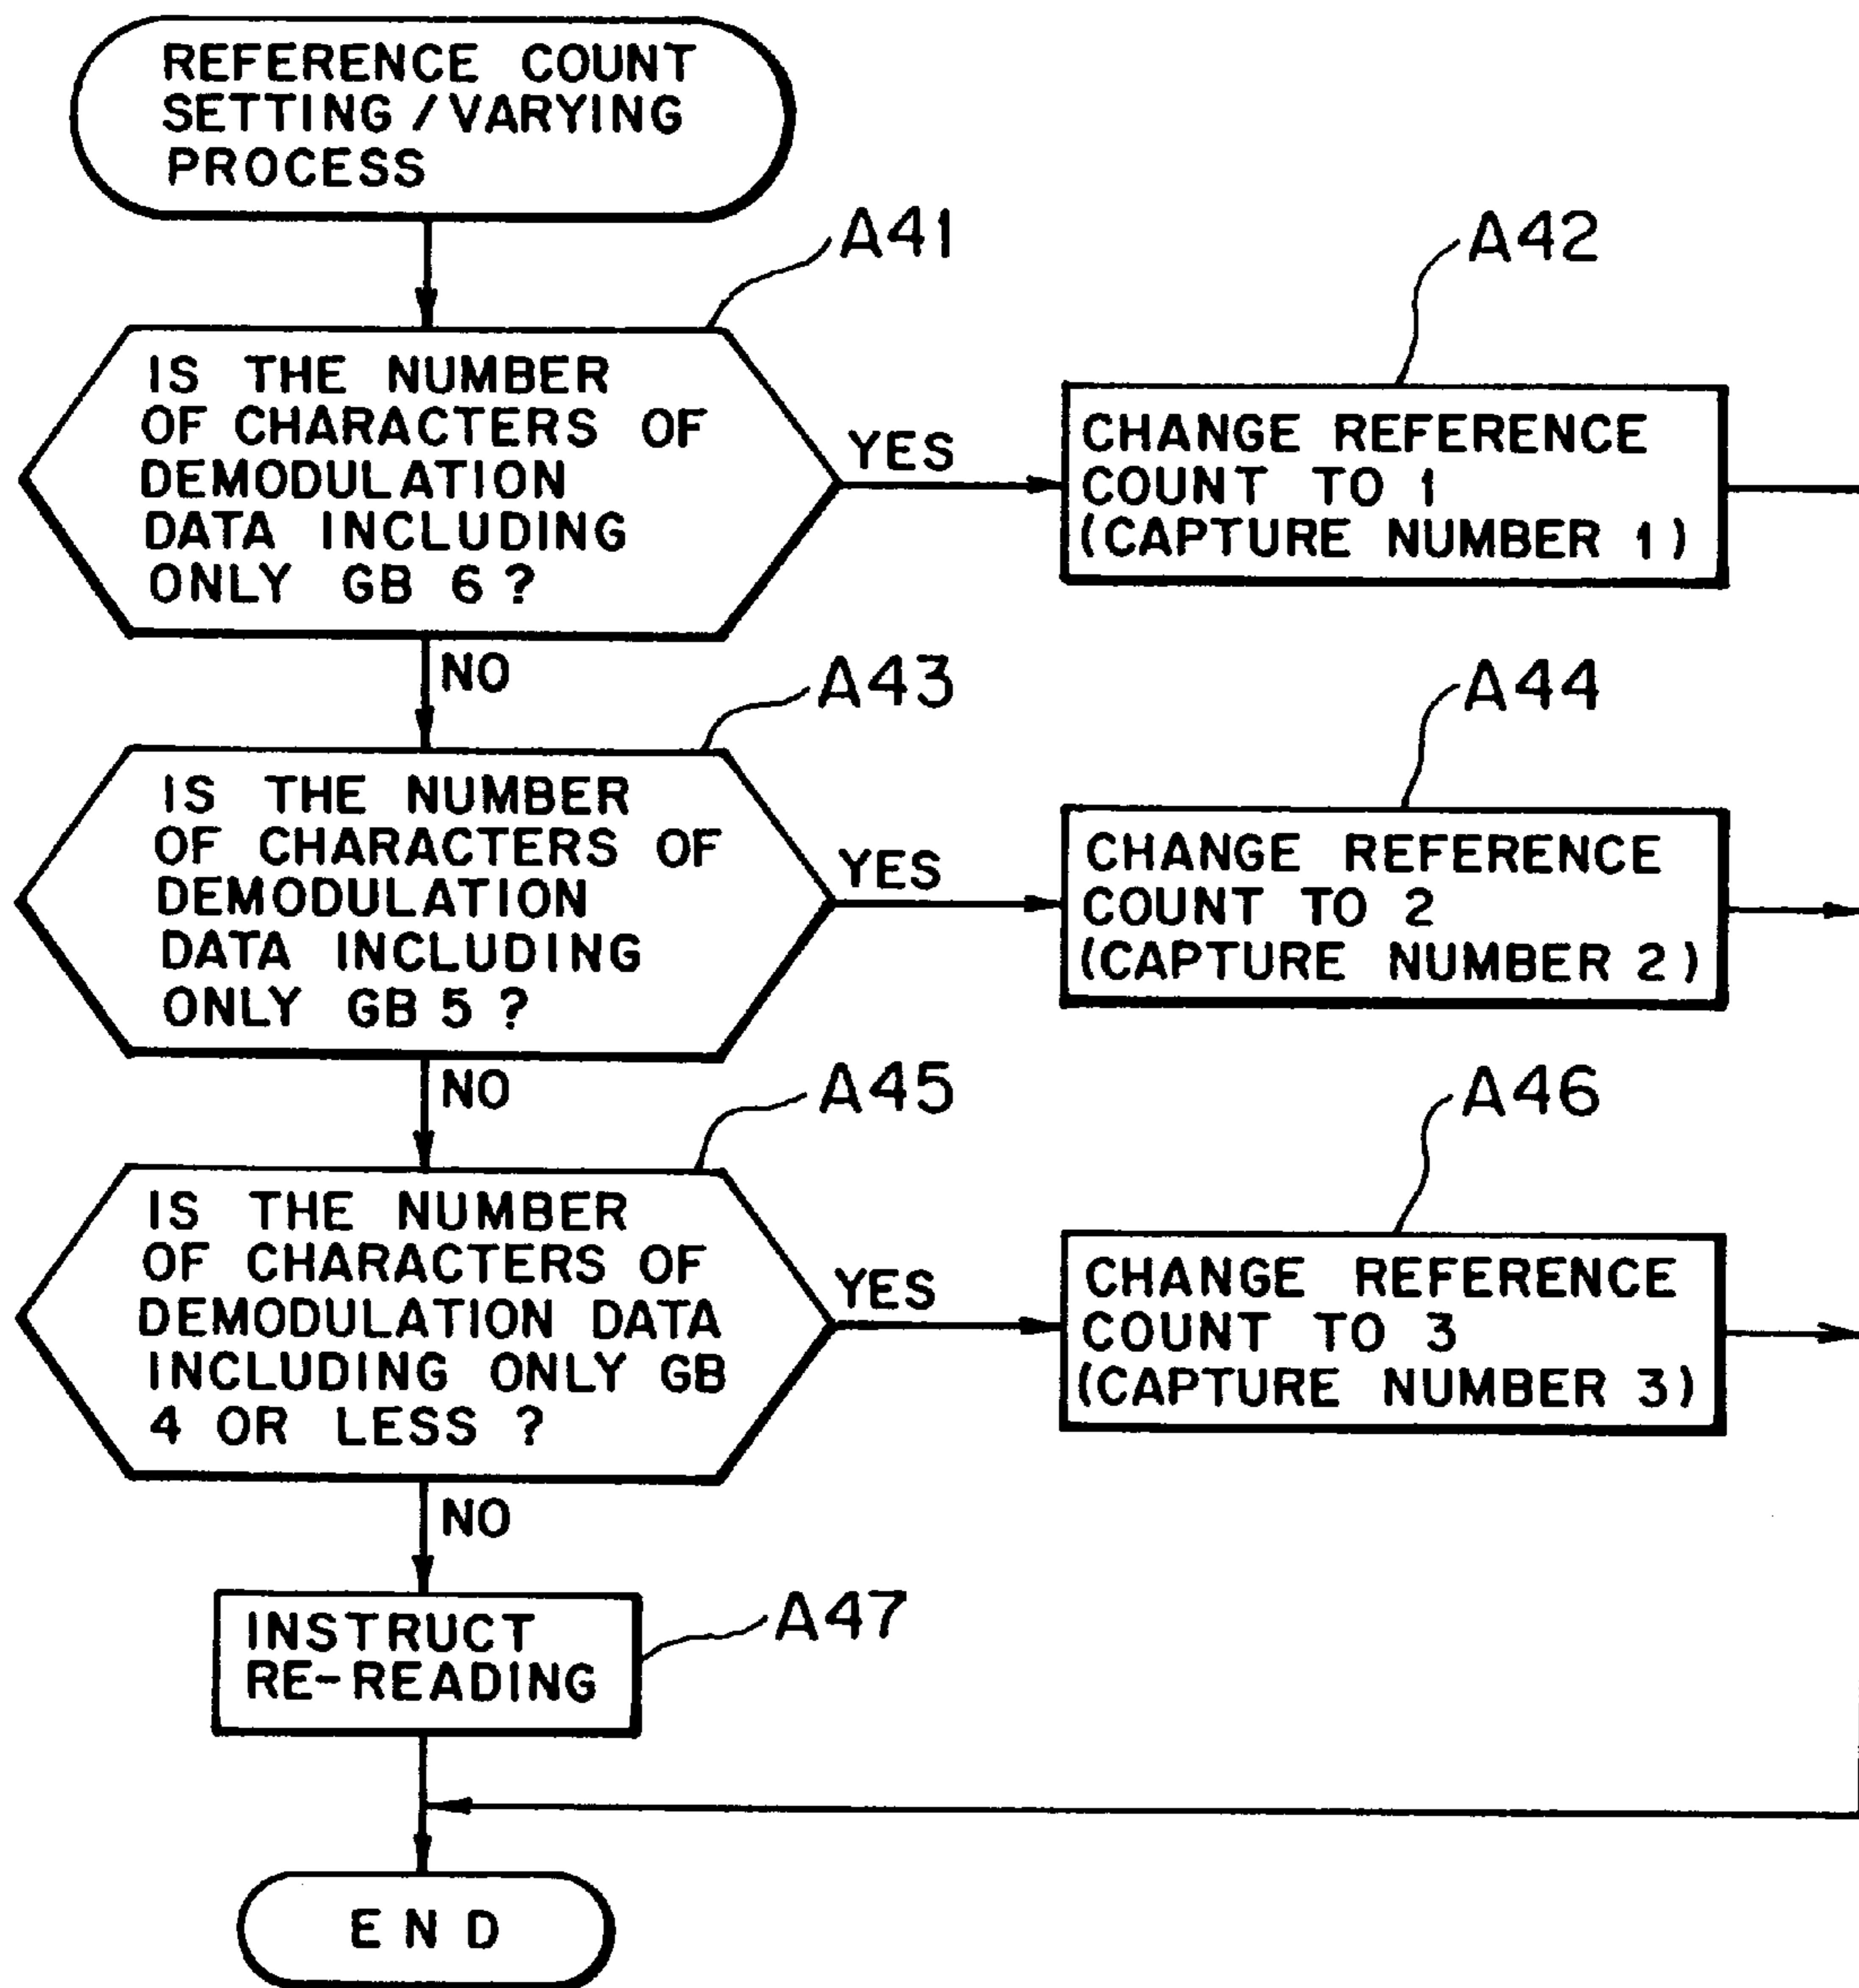 REFERENCE COUNT
SETTING/VARYING
PROCESS
A41
A42
IS THE NUMBER
OF CHARACTERS OF
DEMODULATION
DATA INCLUDING
ONLY GB 6?
YES
CHANGE REFERENCE
COUNT TO 1
(CAPTURE NUMBER 1)
NO
A43
A44
IS THE NUMBER
OF CHARACTERS OF
DEMODULATION
DATA INCLUDING
ONLY GB 5?
YES
CHANGE REFERENCE
COUNT TO 2
(CAPTURE NUMBER 2)
NO
A45
A46
IS THE NUMBER
OF CHARACTERS OF
DEMODULATION DATA
INCLUDING ONLY GB
4 OR LESS ?
YES
CHANGE REFERENCE
COUNT TO 3
(CAPTURE NUMBER 3)
NO
A47
INSTRUCT
RE-READING
END